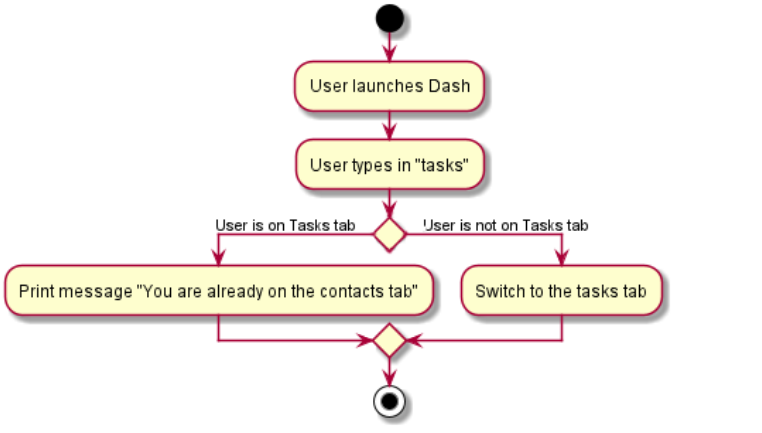 User launches Dash
User types in "tasks"
User is on Tasks tab
User is not on Tasks tab
Print message "You are already on the contacts tab"
Switch to the tasks tab